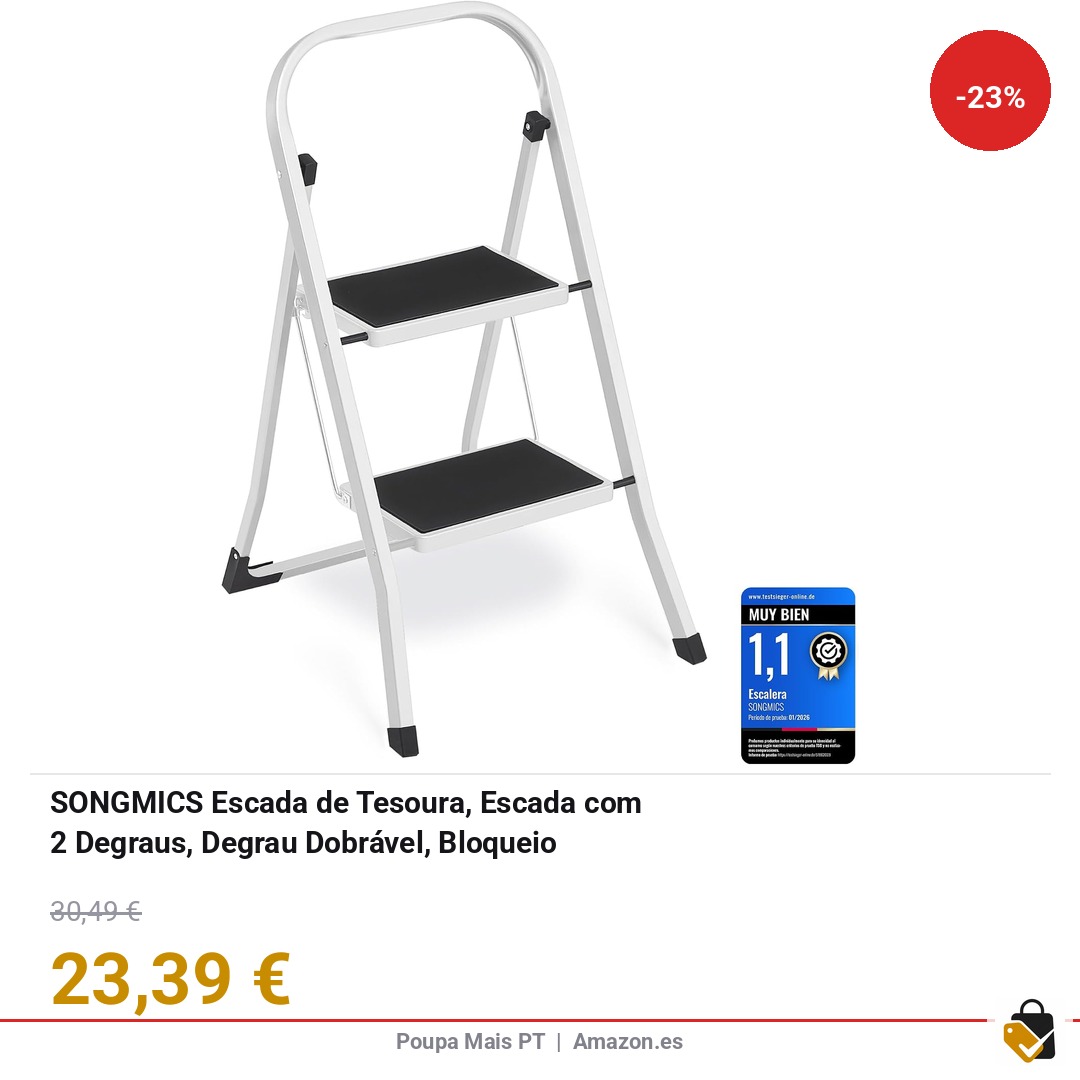 -23%
www.testsieger-online.de
MUY BIEN
1,1
Escalera
SONGMICS
Período de prueba: 01/2026
SONGMICS Escada de Tesoura, Escada com
2 Degraus, Degrau Dobrável, Bloqueio
30,49 €
23,39 €
Poupa Mais PT | Amazon.es